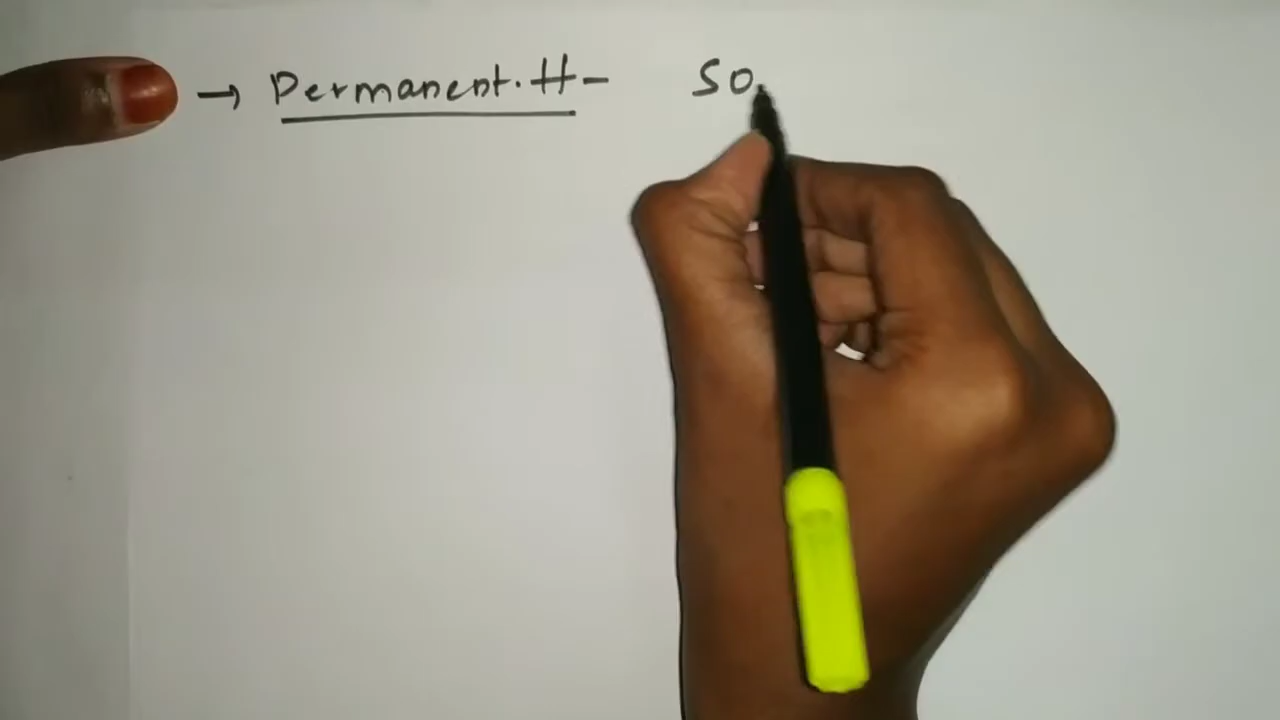 → Permanent. H- SO